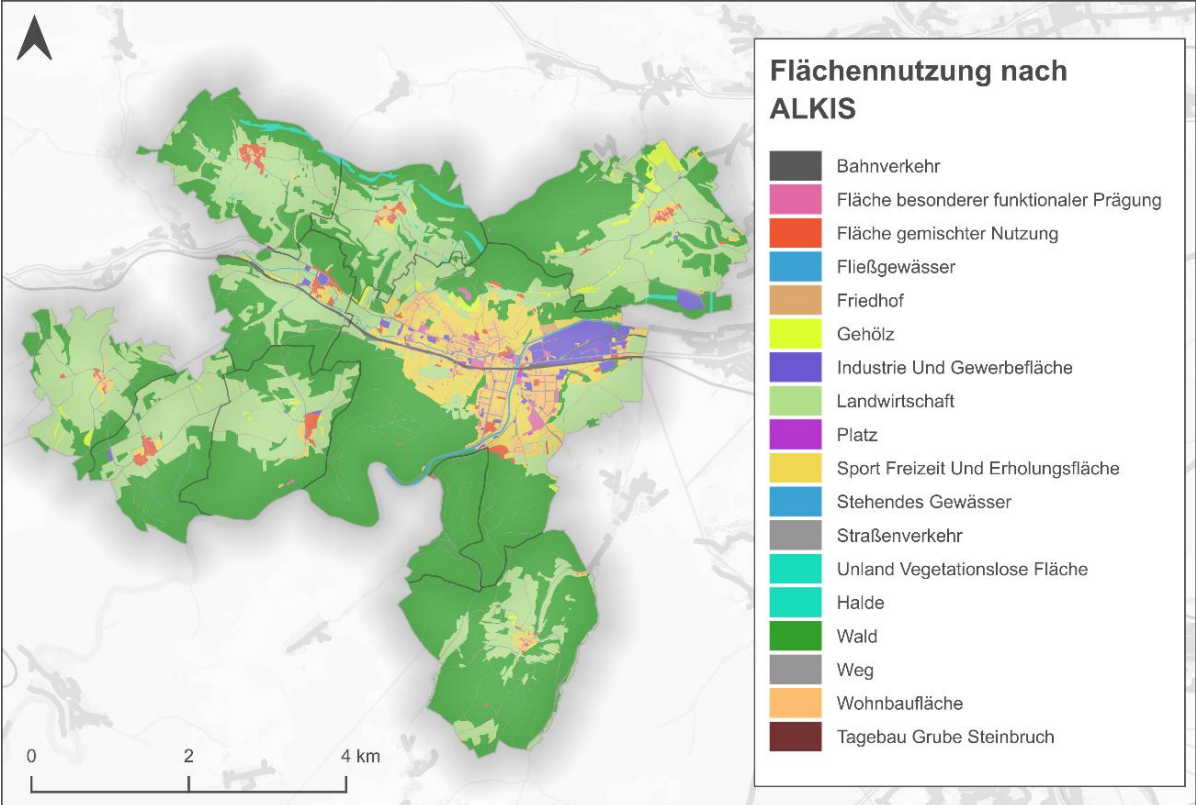 Flächennutzung nach
ALKIS
Bahnverkehr
Fläche besonderer funktionaler Prägung
Fläche gemischter Nutzung
Fließgewässer
Friedhof
Gehölz
Industrie Und Gewerbefläche
Landwirtschaft
Platz
Sport Freizeit Und Erholungsfläche
Stehendes Gewässer
Straßenverkehr
Unland Vegetationslose Fläche
Halde
Wald
Weg
Wohnbaufläche
Tagebau Grube Steinbruch
0 2 4 km